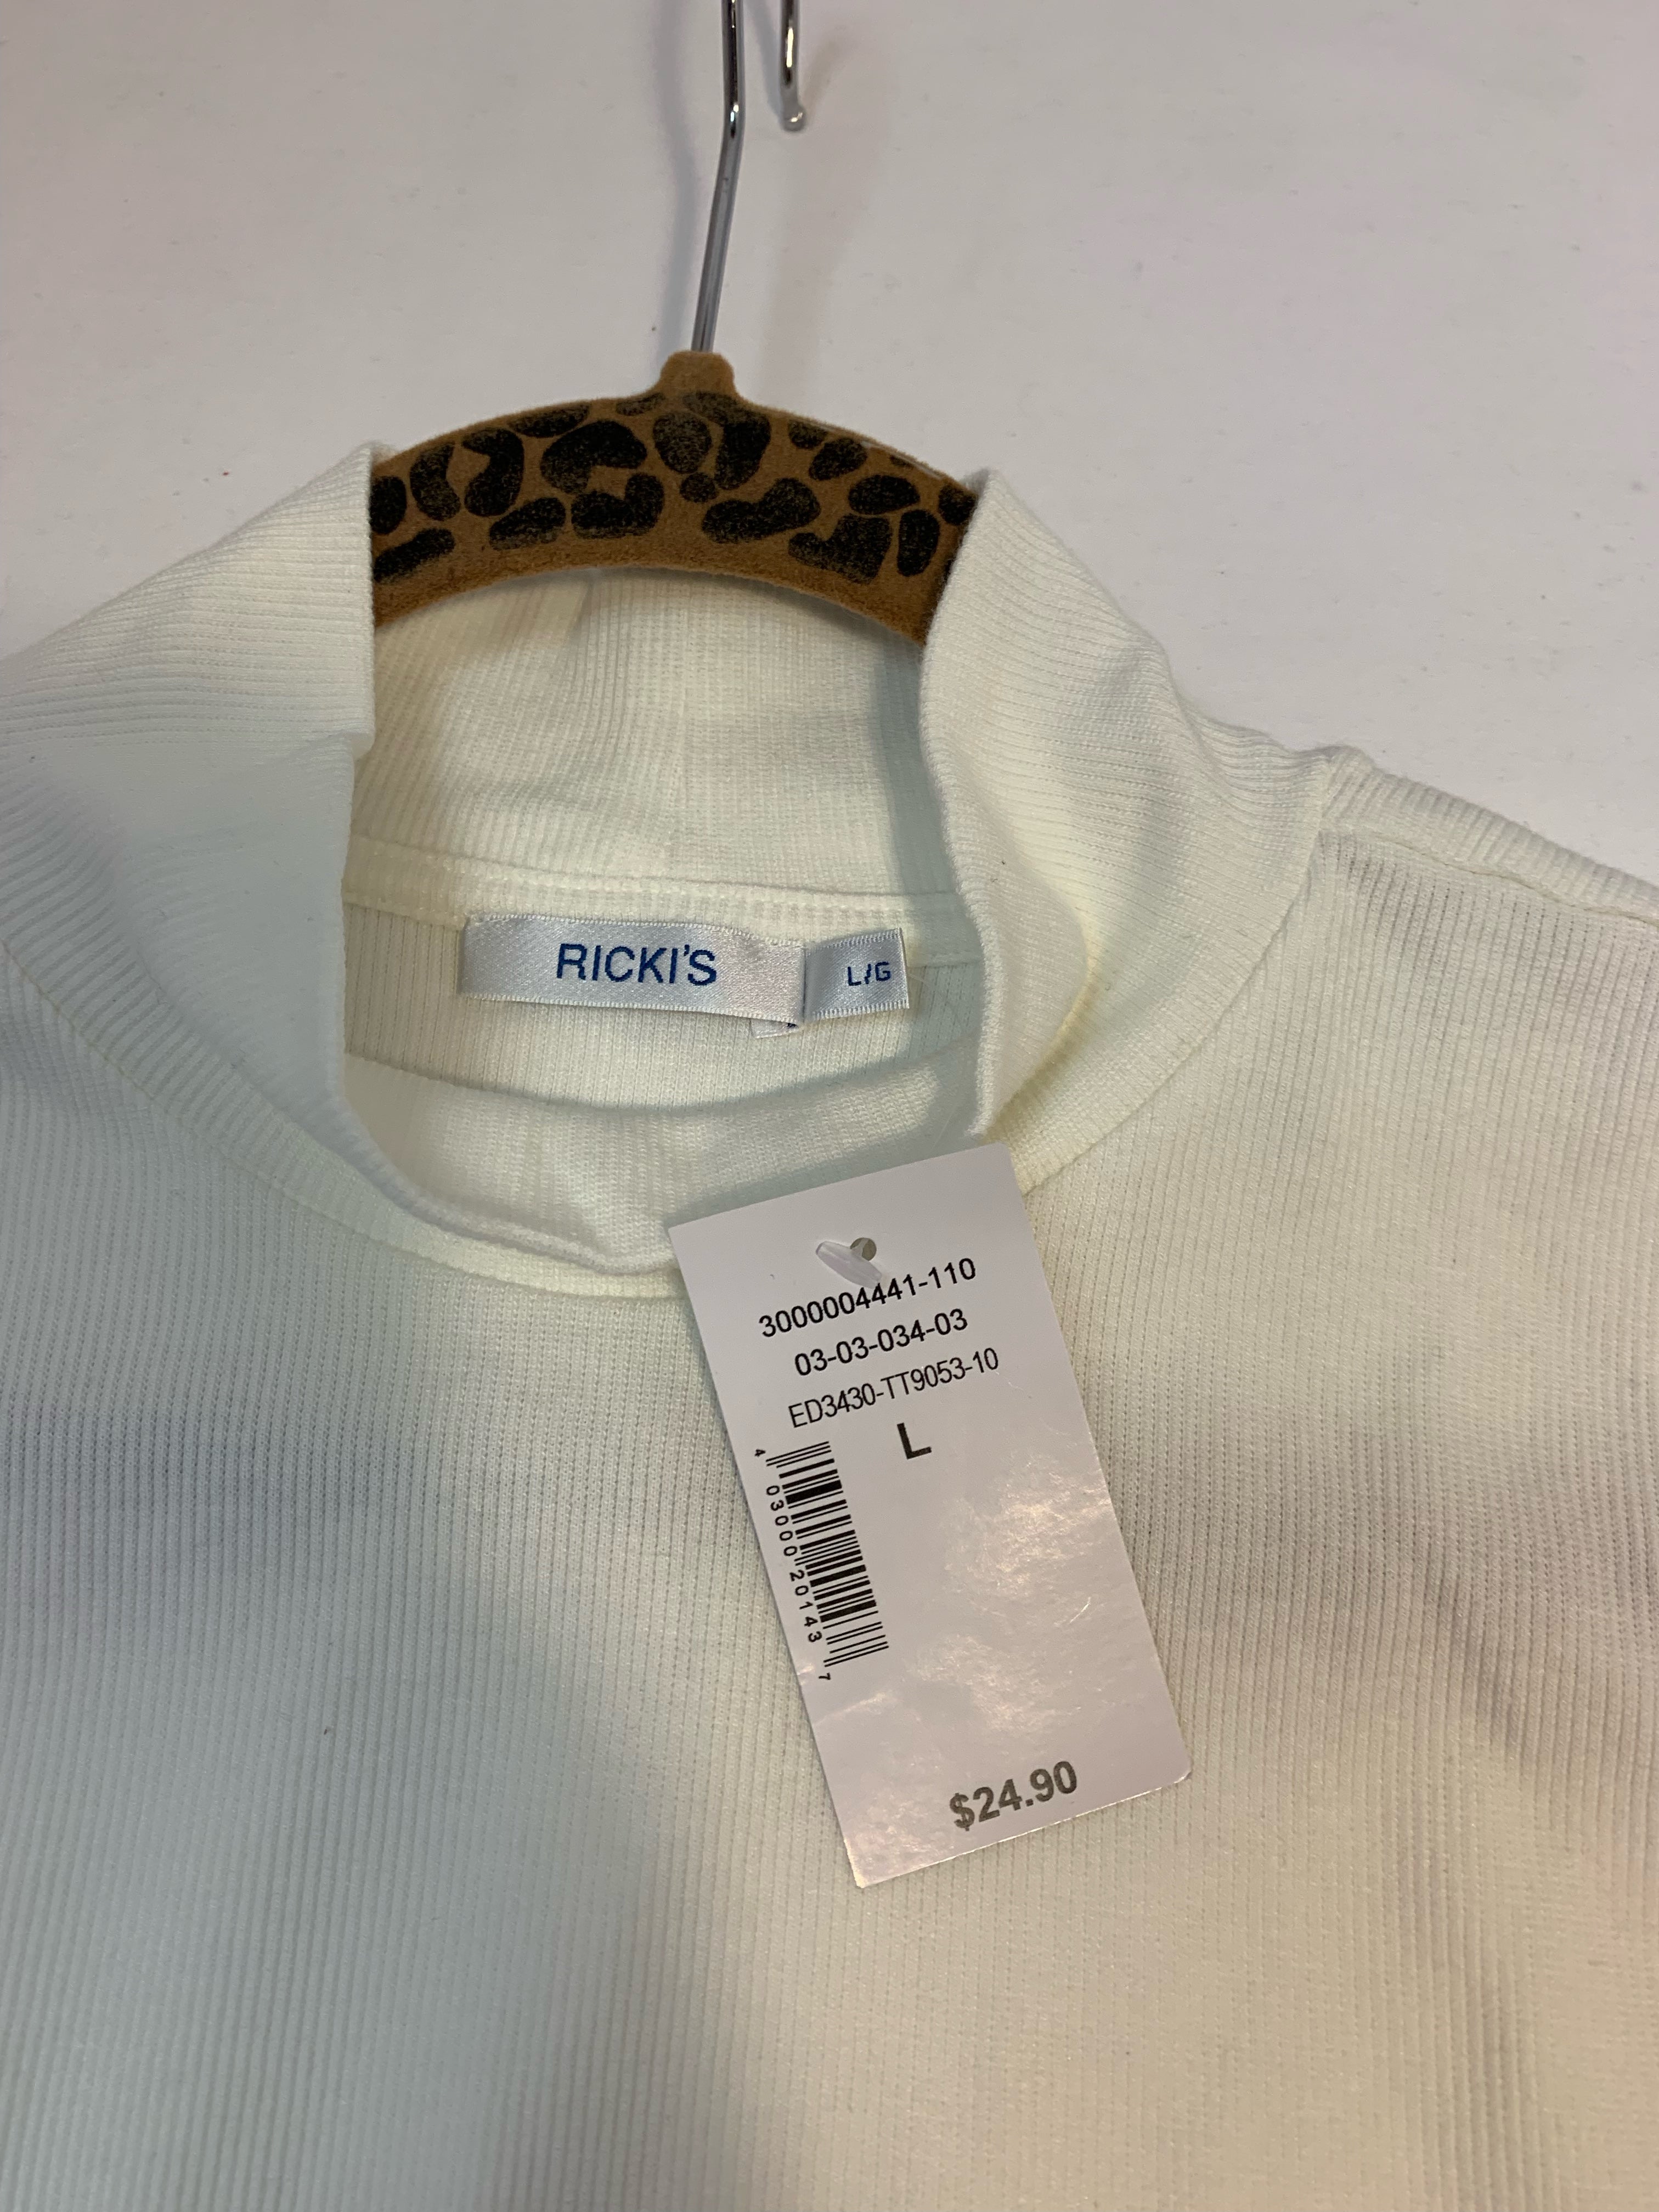 RICKI'S
L/G
3000004441-110
03-03-034-03
ED3430-TT9053-10
L
4 03000 20143 7
$24.90